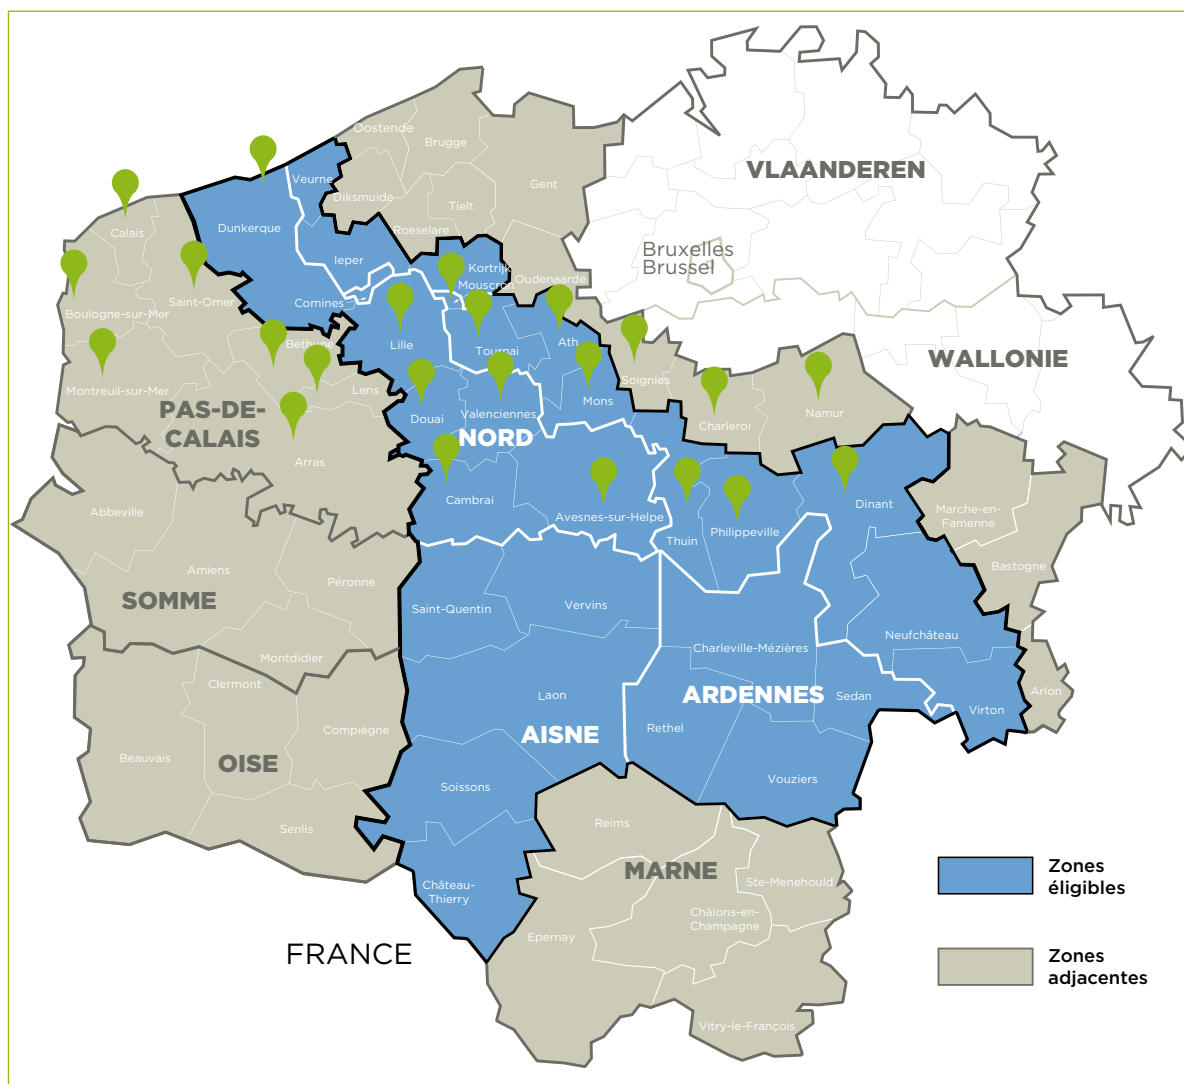 Oostende
Brugge
VLAANDEREN
Veurne
Gent
Diksmuide
Tielt
Dunkerque
Calais
Roeselare
Bruxelles
Brussel
Ieper
Kortrijk
Oudenaarde
Mouscron
Saint-Omer
Comines
Boulogne-sur-Mer
Béthune
Lille
Tournai
Ath
WALLONIE
Soignies
Montreuil-sur-Mer
Lens
Mons
PAS-DE-
CALAIS
Douai
Valenciennes
Charleroi
Namur
NORD
Arras
Cambrai
Dinant
Abbeville
Avesnes-sur-Helpe
Marche-en-
Famenne
Thuin
Philippeville
Bastogne
Amiens
Péronne
SOMME
Saint-Quentin
Vervins
Neufchâteau
Montdidier
Charleville-Mézières
Clermont
Laon
ARDENNES
Sedan
Arlon
Virton
Compiègne
Rethel
AISNE
Beauvais
OISE
Soissons
Vouziers
Senlis
Reims
MARNE
Zones
éligibles
Château-
Thierry
Ste-Menehould
Châlons-en-
Champagne
Epernay
FRANCE
Zones
adjacentes
Vitry-le-François